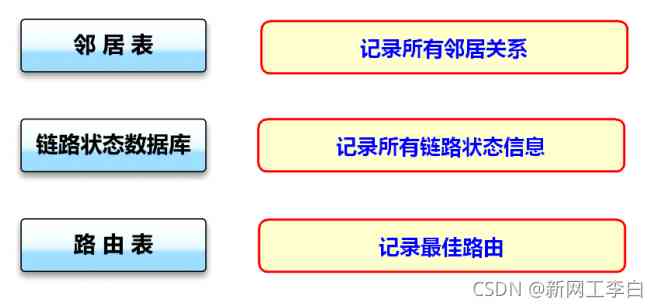 邻居表
记录所有邻居关系
链路状态数据库
记录所有链路状态信息
路由表
记录最佳路由
CSDN @新网工李白